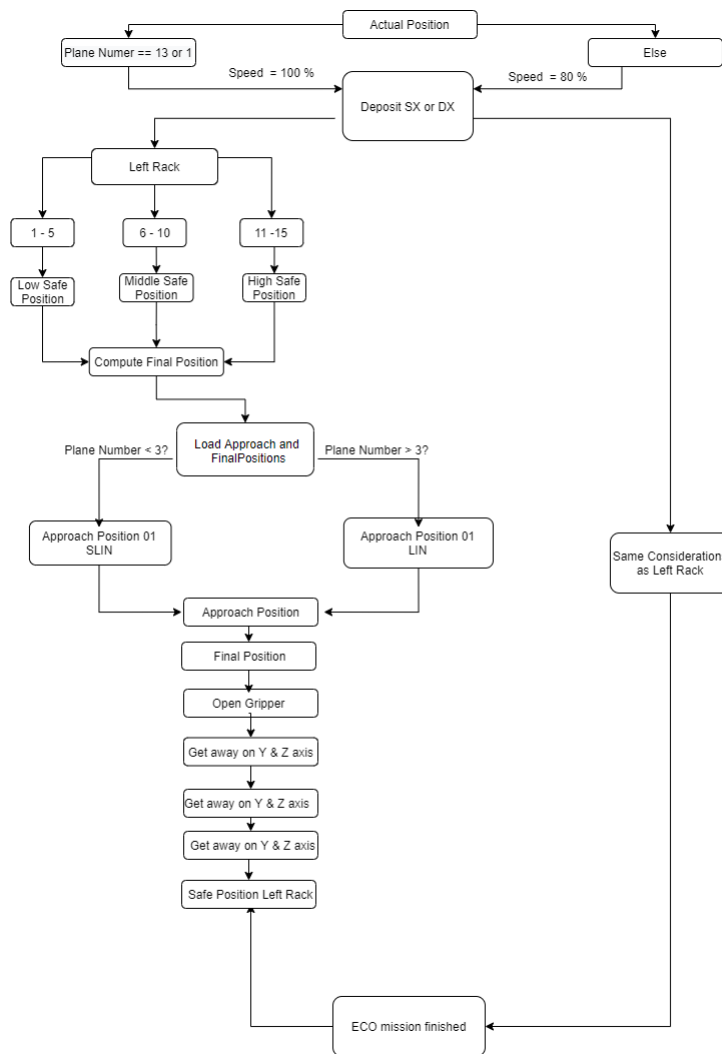 Actual Position
Plane Numer == 13 or 1
Else
Speed = 100 %
Speed = 80 %
Deposit SX or DX
Left Rack
1 - 5
6 - 10
11 -15
Low Safe
Position
Middle Safe
Position
High Safe
Position
Compute Final Position
Load Approach and
FinalPositions
Plane Number < 3?
Plane Number > 3?
Approach Position 01
SLIN
Approach Position 01
LIN
Same Consideration
as Left Rack
Approach Position
Final Position
Open Gripper
Get away on Y & Z axis
Get away on Y & Z axis
Get away on Y & Z axis
Safe Position Left Rack
ECO mission finished